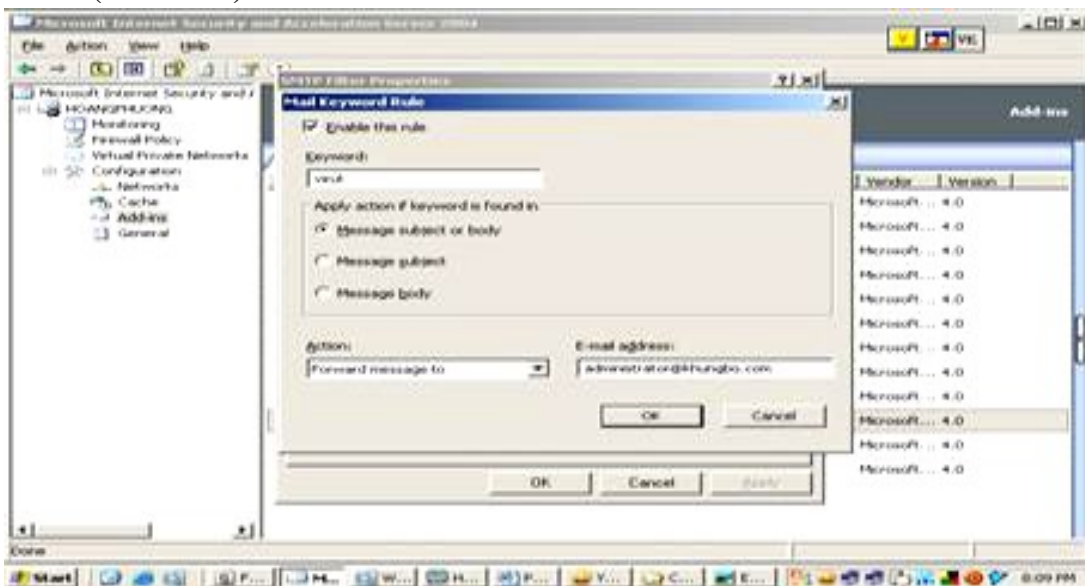 Microsoft Internet Security and Acceleration Server 2004
File Action View Help
V VK
SMTP Filter Properties
Microsoft Internet Security and A
HOANGPHUONG
Monitoring
Firewall Policy
Virtual Private Networks
Configuration
Networks
Cache
Add-ins
General
Add-ins
Mail Keyword Rule
Enable this rule
Keyword:
virut
Apply action if keyword is found in
Message subject or body
Message subject
Message body
Action:
Forward message to
E-mail address:
administrator@khungbo.com
OK Cancel
OK Cancel Apply
Vendor Version
Microsoft... 4.0
Microsoft... 4.0
Microsoft... 4.0
Microsoft... 4.0
Microsoft... 4.0
Microsoft... 4.0
Microsoft... 4.0
Microsoft... 4.0
Microsoft... 4.0
Microsoft... 4.0
Microsoft... 4.0
Microsoft... 4.0
Done
Start F... M... W... H... P... Y... C... E... 8:09 PM